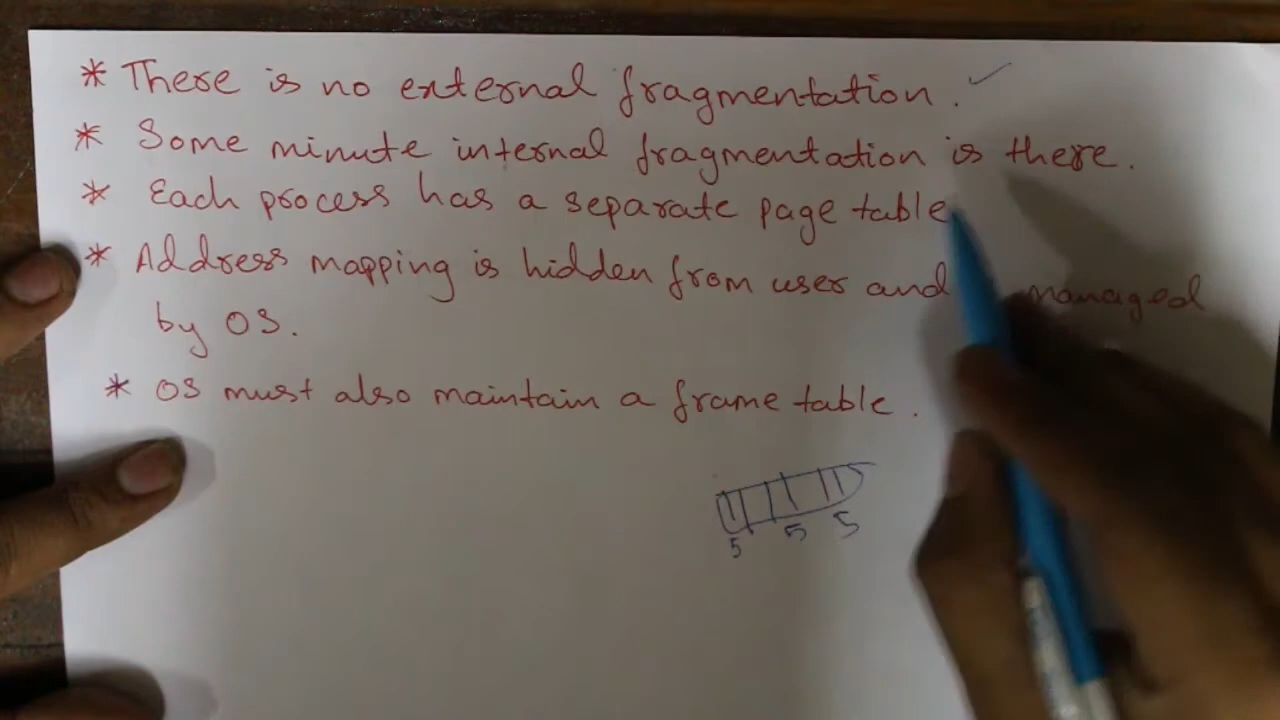 * There is no external fragmentation. ✓
* Some minute internal fragmentation is there.
* Each process has a separate page table
* Address mapping is hidden from user and managed
by OS.
* OS must also maintain a frame table.
5 5 5